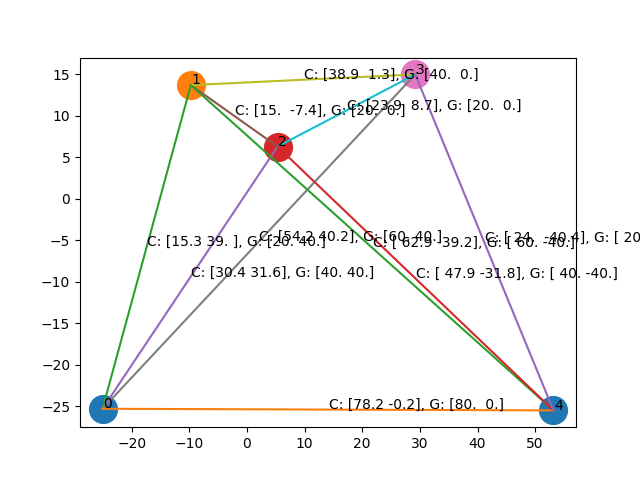 1
3
C: [38.9  1.3], G: [40.  0.]
C: [23.9  8.7], G: [20.  0.]
C: [15.  -7.4], G: [20.  0.]
2
C: [54.2 40.2], G: [60. 40.]
C: [ 24.  -40.4], G: [ 20
C: [15.3 39. ], G: [20. 40.]
C: [ 62.9 -39.2], G: [ 60. -40.]
C: [30.4 31.6], G: [40. 40.]
C: [ 47.9 -31.8], G: [ 40. -40.]
0
C: [78.2 -0.2], G: [80.  0.]
4
15
10
5
0
−5
−10
−15
−20
−25
−20
−10
0
10
20
30
40
50